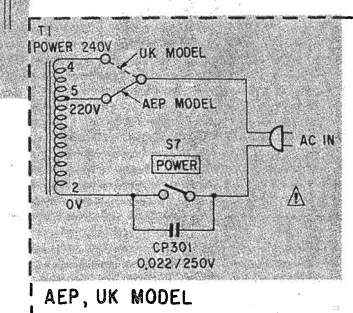 T1
POWER 240V
4
UK MODEL
5
220V
AEP MODEL
S7
POWER
AC IN
2
0V
CP301
0,022/250V
AEP, UK MODEL